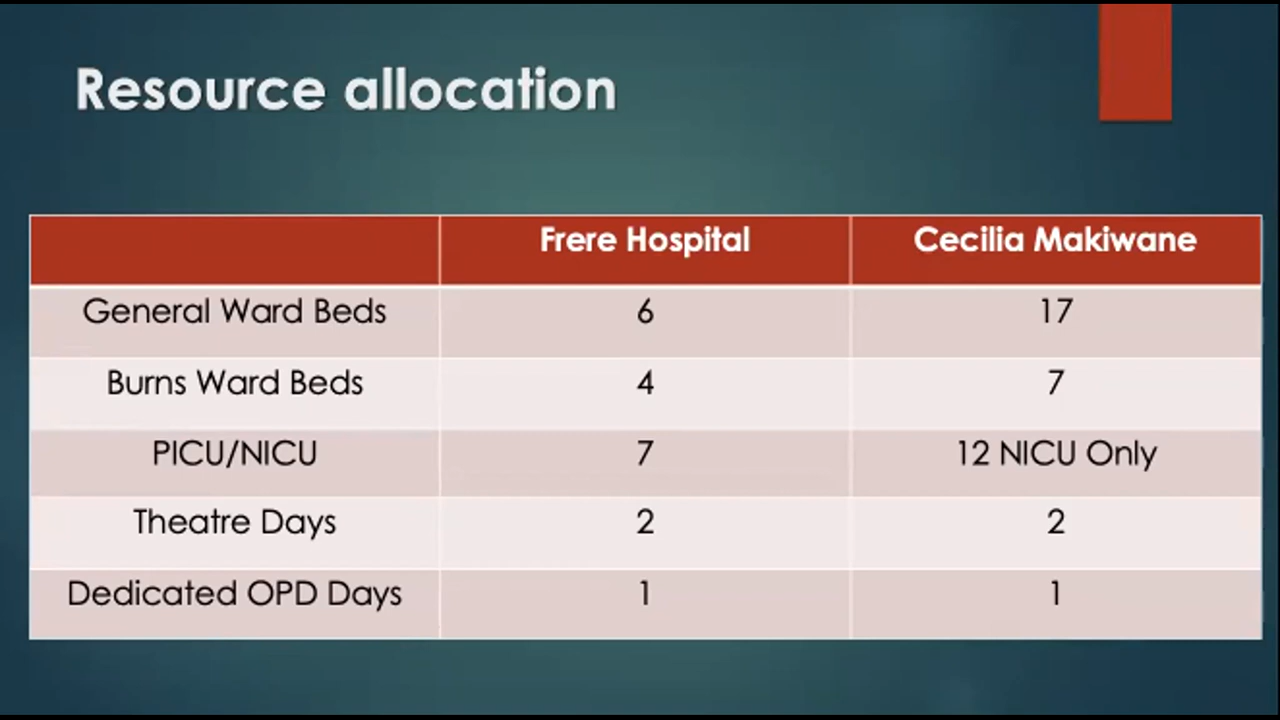 Resource allocation
Frere Hospital Cecilia Makiwane
General Ward Beds 6 17
Burns Ward Beds 4 7
PICU/NICU 7 12 NICU Only
Theatre Days 2 2
Dedicated OPD Days 1 1